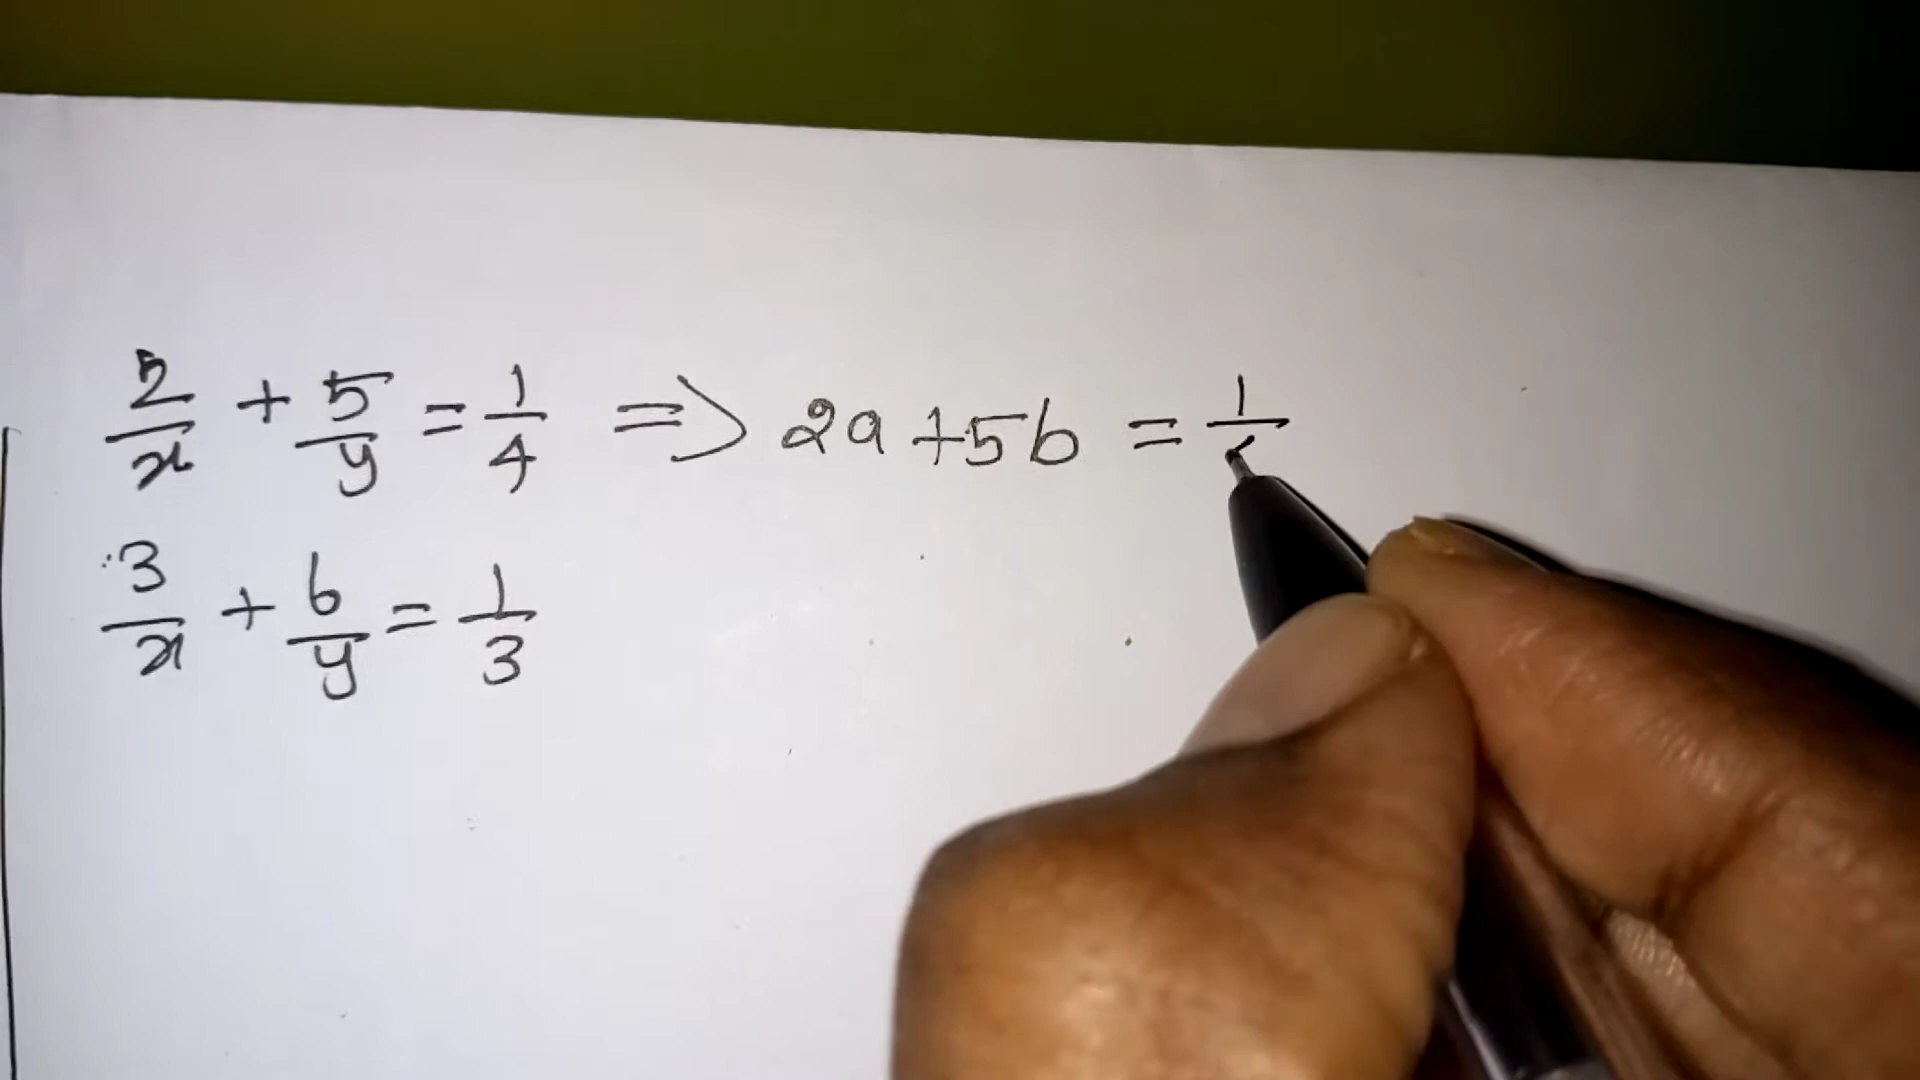 2/x + 5/y = 1/4 => 2a + 5b = 1/
3/x + 6/y = 1/3